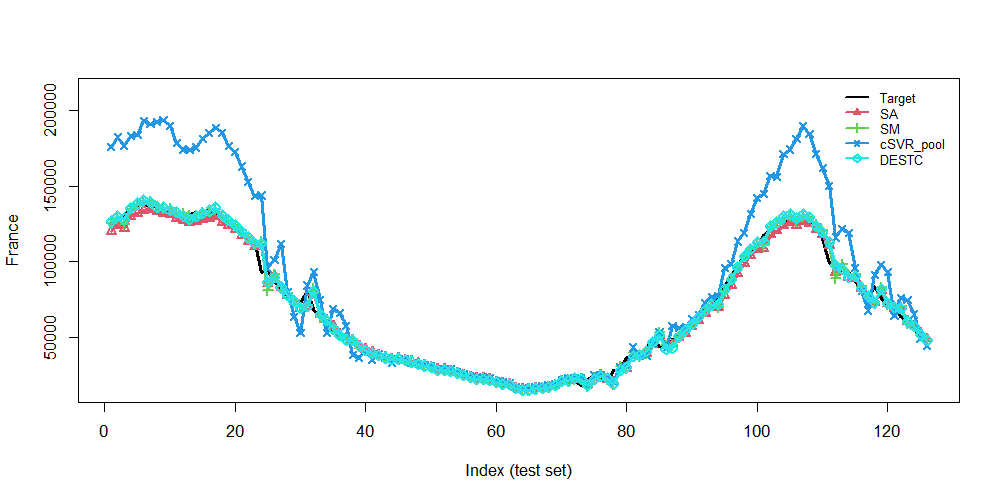 Target
SA
SM
cSVR_pool
DESTC
France
200000
150000
100000
50000
0 20 40 60 80 100 120
Index (test set)